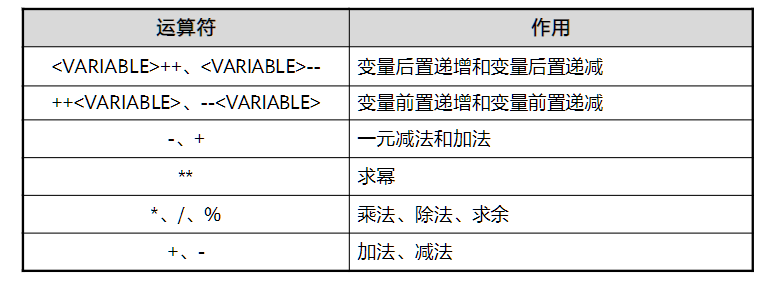 运算符 作用
<VARIABLE>++、<VARIABLE>-- 变量后置递增和变量后置递减
++<VARIABLE>、--<VARIABLE> 变量前置递增和变量前置递减
-、+ 一元减法和加法
** 求幂
*、/、% 乘法、除法、求余
+、- 加法、减法